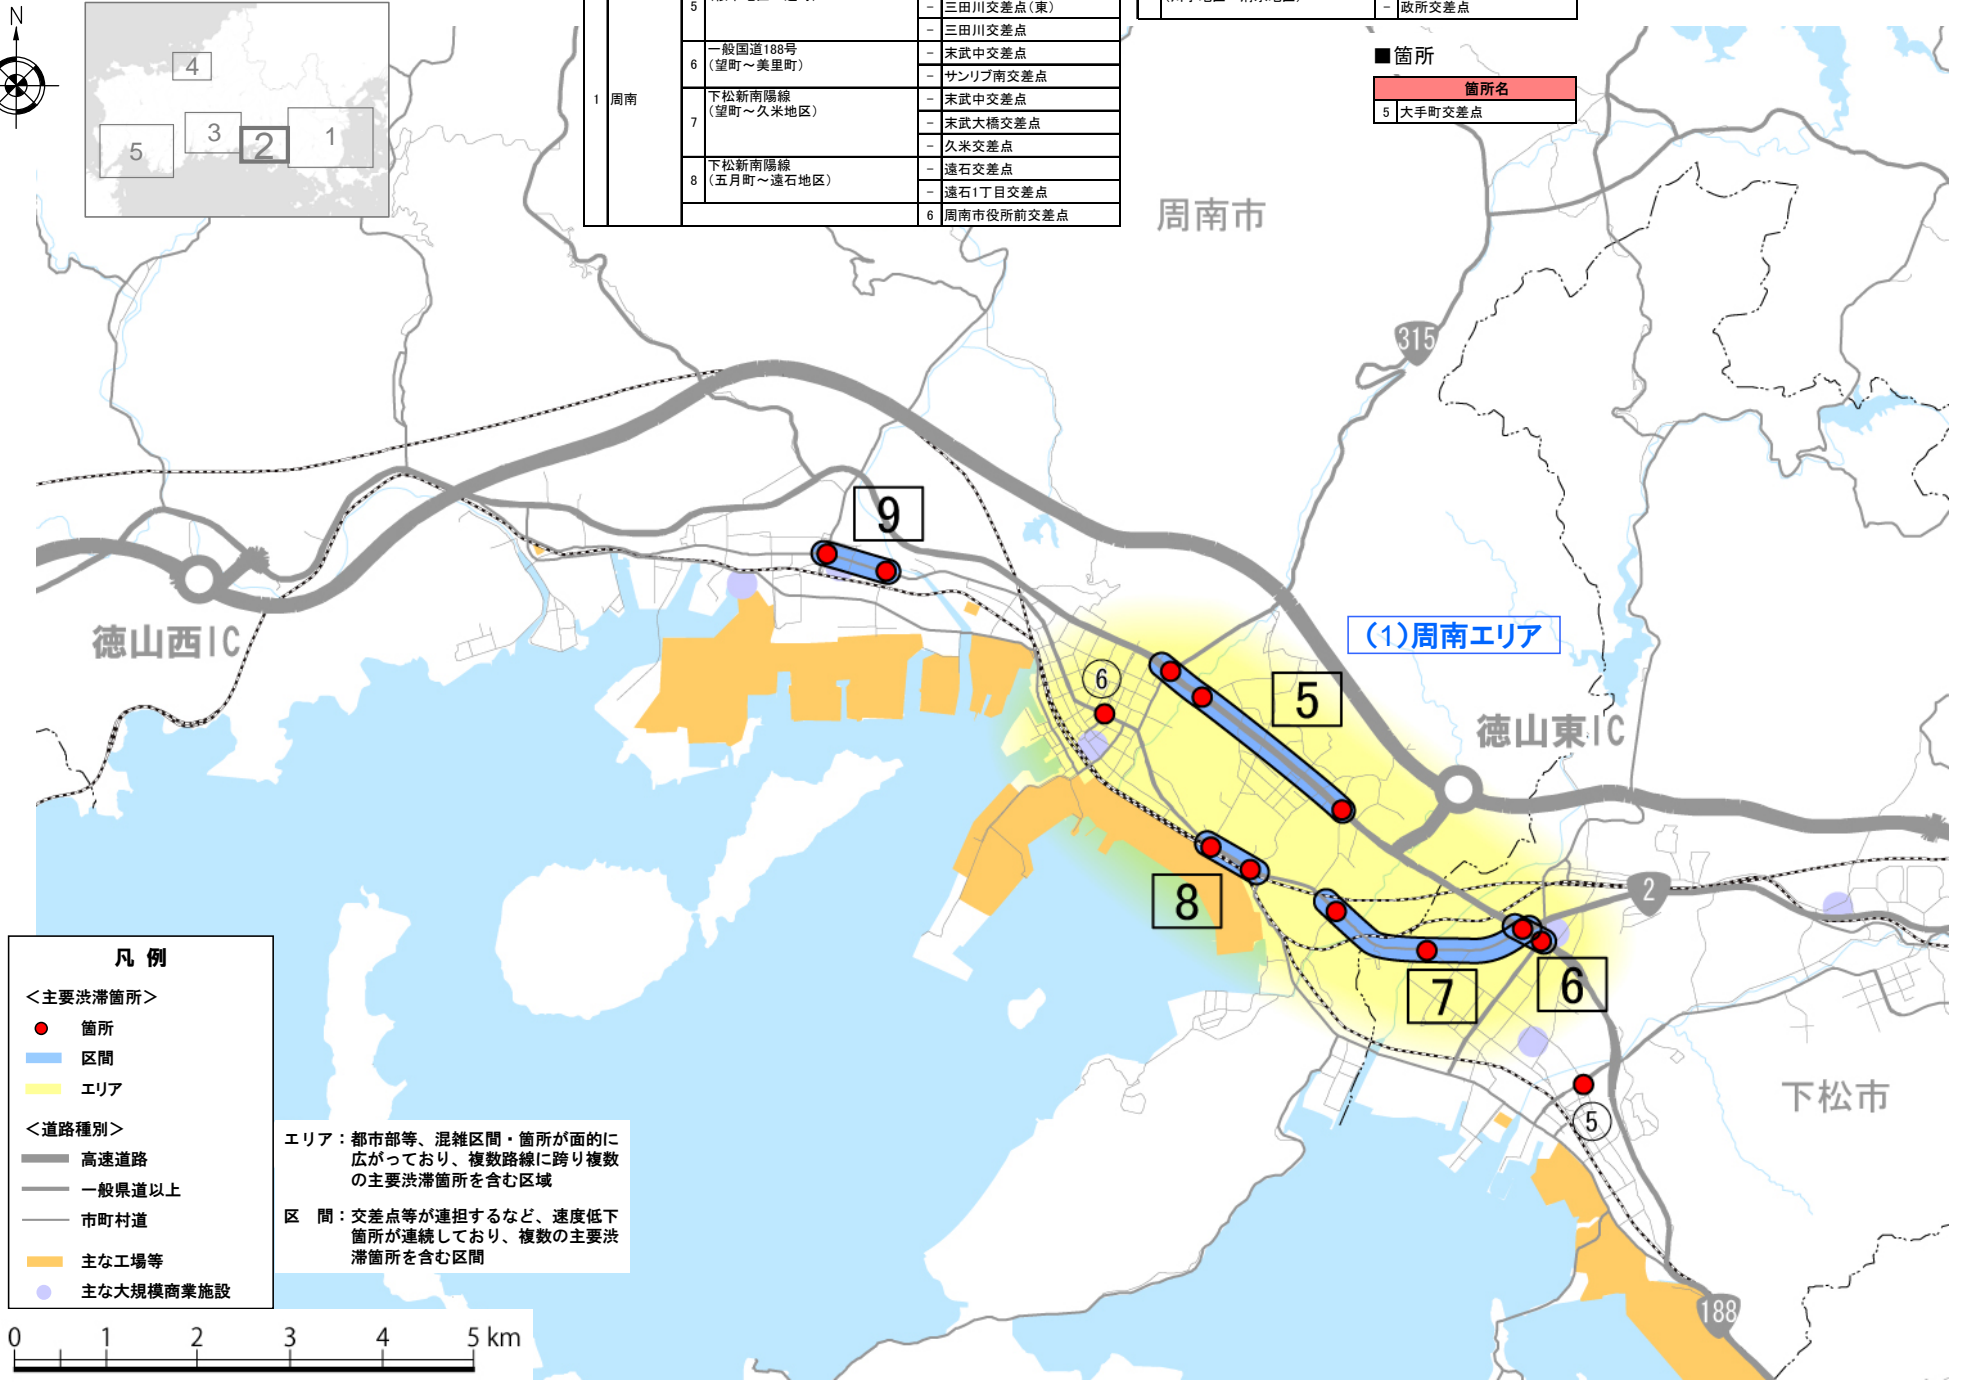 N
4
3
2
1
5
5
- 三田川交差点(東)
- 三田川交差点
1 周南
6 一般国道188号
(望町～美里町)
- 末武中交差点
- サンリブ南交差点
7 下松新南陽線
(望町～久米地区)
- 末武中交差点
- 末武大橋交差点
- 久米交差点
8 下松新南陽線
(五月町～遠石地区)
- 遠石交差点
- 遠石1丁目交差点
6 周南市役所前交差点
- 政所交差点
■箇所
箇所名
5 大手町交差点
周南市
315
9
徳山西IC
(1)周南エリア
6
5
徳山東IC
2
8
7
6
下松市
5
188
凡 例
＜主要渋滞箇所＞
箇所
区間
エリア
＜道路種別＞
高速道路
一般県道以上
市町村道
主な工場等
主な大規模商業施設
エリア：都市部等、混雑区間・箇所が面的に
広がっており、複数路線に跨り複数
の主要渋滞箇所を含む区域
区　間：交差点等が連担するなど、速度低下
箇所が連続しており、複数の主要渋
滞箇所を含む区間
0 1 2 3 4 5 km